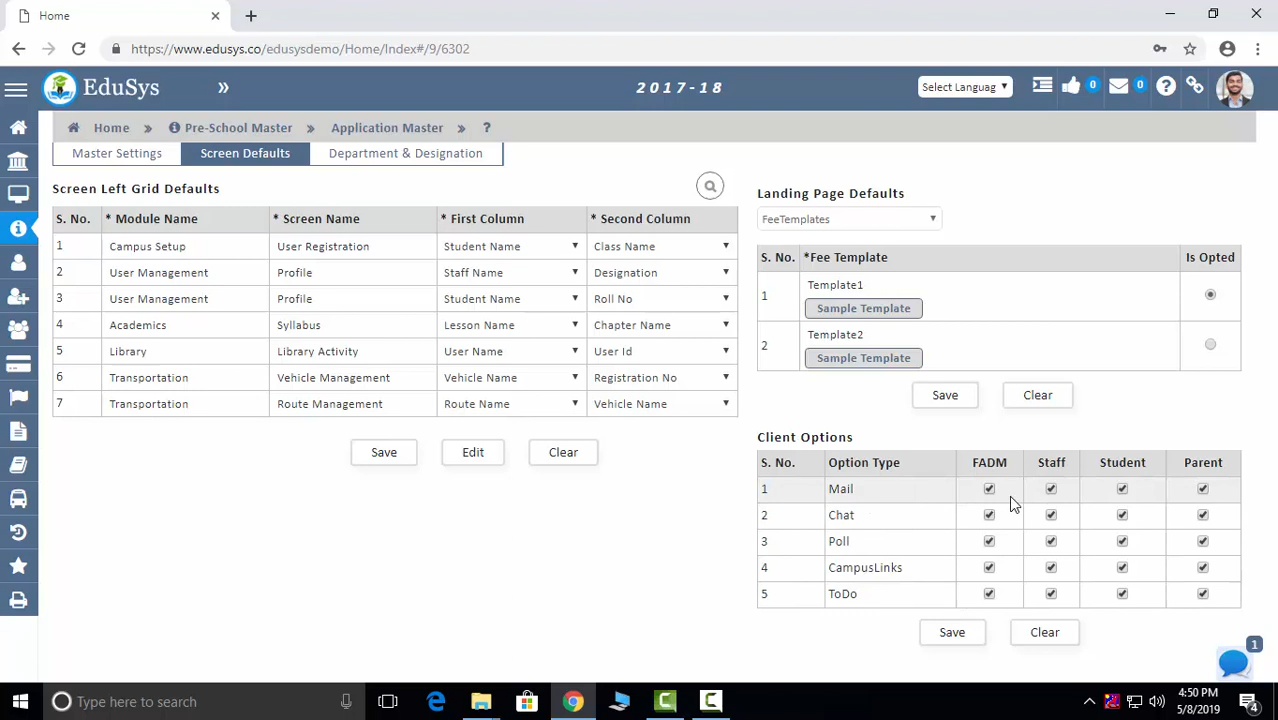 Home
https://www.edusys.co/edusysdemo/Home/Index#/9/6302
EduSys
»
2017-18
Select Languag
0
0
Home » Pre-School Master » Application Master » ?
Master Settings Screen Defaults Department & Designation
Screen Left Grid Defaults
S. No. * Module Name * Screen Name * First Column * Second Column
1 Campus Setup User Registration Student Name Class Name
2 User Management Profile Staff Name Designation
3 User Management Profile Student Name Roll No
4 Academics Syllabus Lesson Name Chapter Name
5 Library Library Activity User Name User Id
6 Transportation Vehicle Management Vehicle Name Registration No
7 Transportation Route Management Route Name Vehicle Name
Save Edit Clear
Landing Page Defaults
FeeTemplates
S. No. *Fee Template Is Opted
1 Template1
Sample Template
2 Template2
Sample Template
Save Clear
Client Options
S. No. Option Type FADM Staff Student Parent
1 Mail
2 Chat
3 Poll
4 CampusLinks
5 ToDo
Save Clear
1
Type here to search
4:50 PM
5/8/2019
4